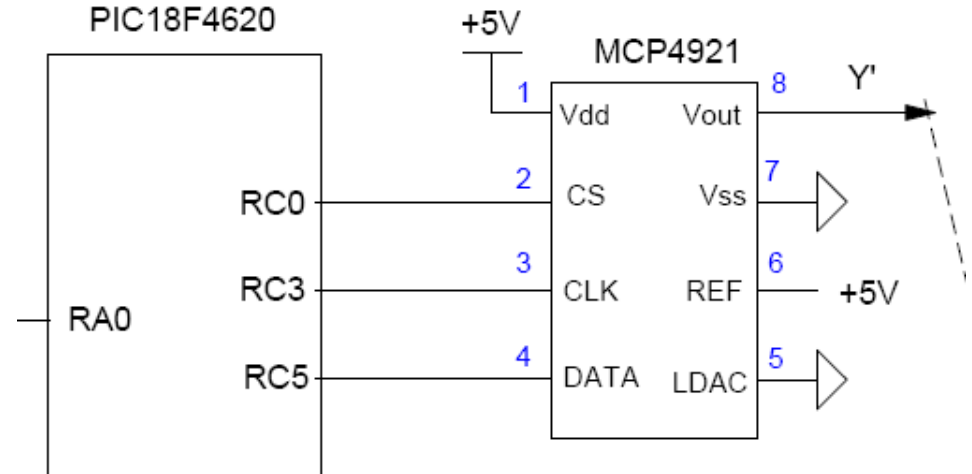 PIC18F4620
+5V
MCP4921
1 Vdd Vout 8 Y'
RC0 2 CS Vss 7
RC3 3 CLK REF 6 +5V
RA0
RC5 4 DATA LDAC 5